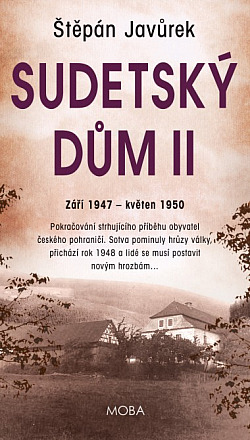 Štěpán Javůrek
SUDETSKÝ
DŮM II
Září 1947 – květen 1950
Pokračování strhujícího příběhu obyvatel
českého pohraničí. Sotva pominuly hrůzy války,
přichází rok 1948 a lidé se musí postavit
novým hrozbám...
MOBA